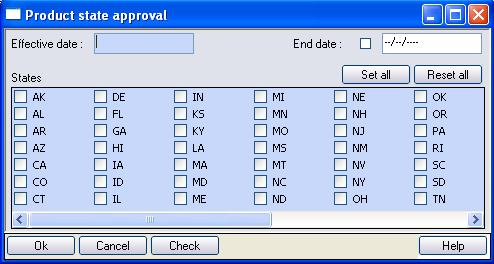 Product state approval
Effective date :
End date : --/--/----
States
Set all Reset all
AK DE IN MI NE OK
AL FL KS MN NH OR
AR GA KY MO NJ PA
AZ HI LA MS NM RI
CA IA MA MT NV SC
CO ID MD NC NY SD
CT IL ME ND OH TN
Ok Cancel Check Help